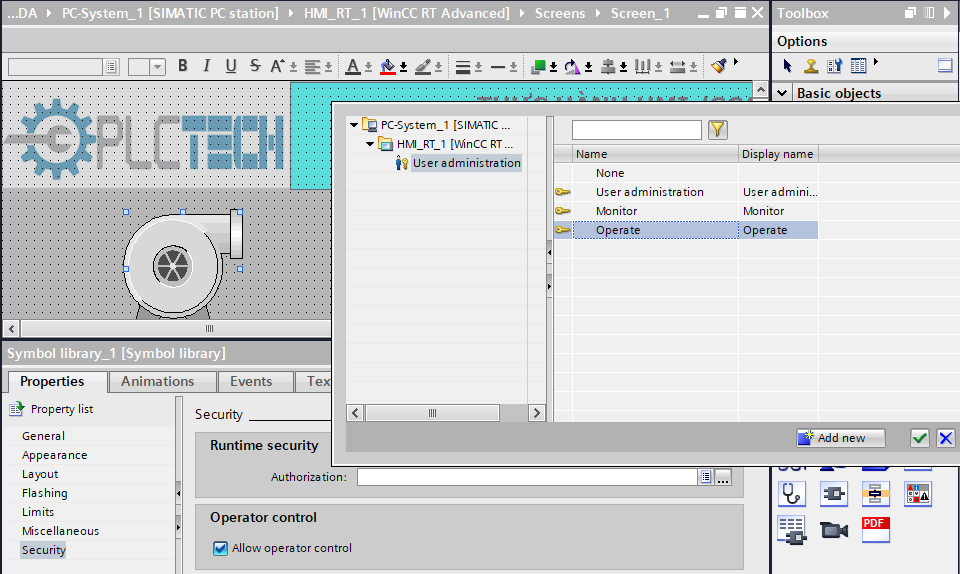 ...DA PC-System_1 [SIMATIC PC station] HMI_RT_1 [WinCC RT Advanced] Screens Screen_1
Toolbox
Options
B I U S A A
Basic objects
PLCTECH
PC-System_1 [SIMATIC ...
HMI_RT_1 [WinCC RT ...
User administration
Name Display name
None
User administration User admini...
Monitor Monitor
Operate Operate
Add new
Symbol library_1 [Symbol library]
Properties Animations Events Tex
Property list
General
Appearance
Layout
Flashing
Limits
Miscellaneous
Security
Security
Runtime security
Authorization:
...
Operator control
Allow operator control
PDF